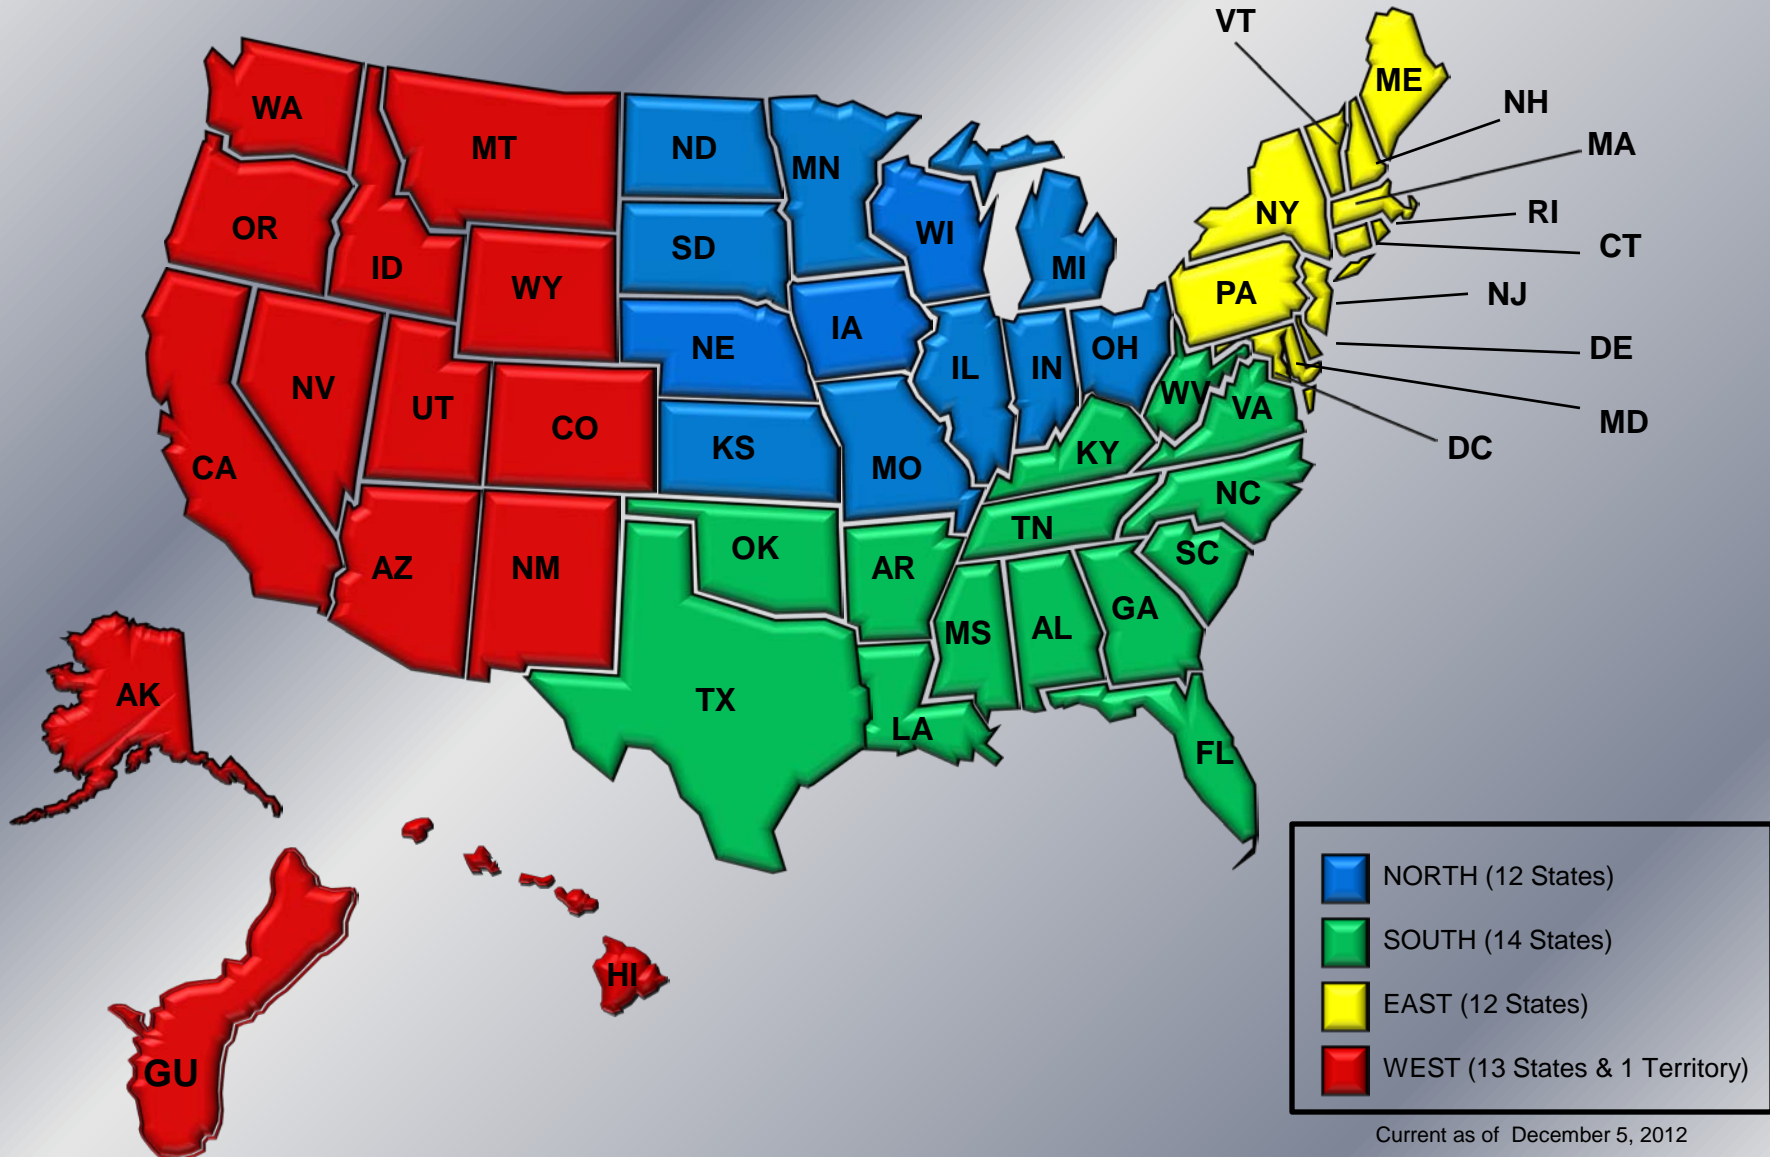 VT
ME
WA
NH
MT
ND
MN
MA
NY
RI
OR
WI
SD
CT
ID
MI
WY
PA
NJ
IA
NE
OH
DE
IL
IN
NV
WV
UT
VA
CO
MD
KS
DC
KY
CA
MO
NC
TN
OK
SC
AZ
NM
AR
GA
MS
AL
AK
TX
LA
FL
HI
GU
NORTH (12 States)
SOUTH (14 States)
EAST (12 States)
WEST (13 States & 1 Territory)
Current as of December 5, 2012